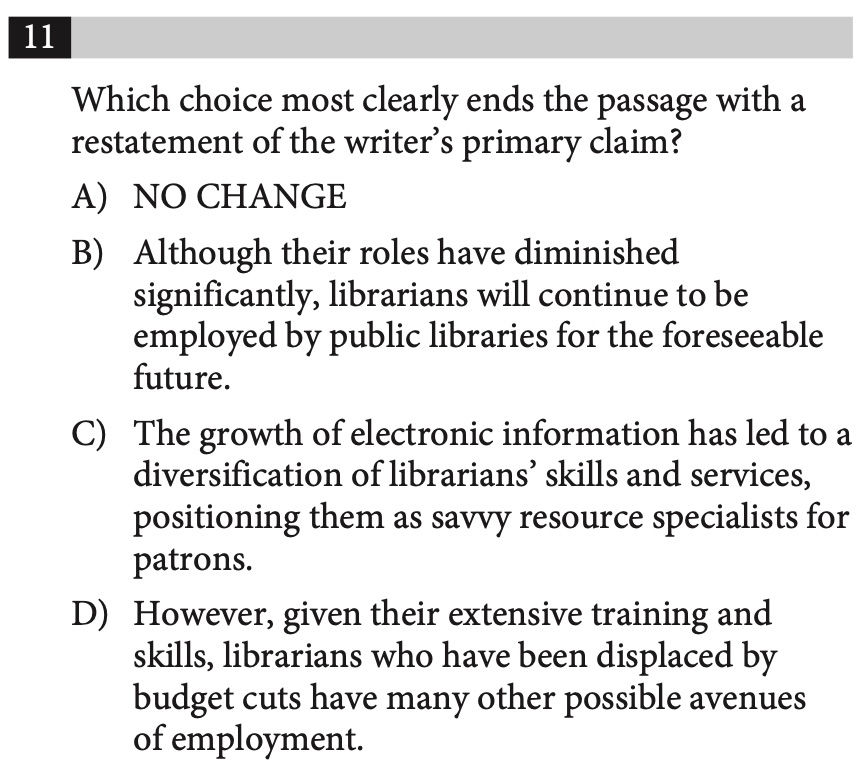 11
Which choice most clearly ends the passage with a
restatement of the writer’s primary claim?
A) NO CHANGE
B) Although their roles have diminished
significantly, librarians will continue to be
employed by public libraries for the foreseeable
future.
C) The growth of electronic information has led to a
diversification of librarians’ skills and services,
positioning them as savvy resource specialists for
patrons.
D) However, given their extensive training and
skills, librarians who have been displaced by
budget cuts have many other possible avenues
of employment.